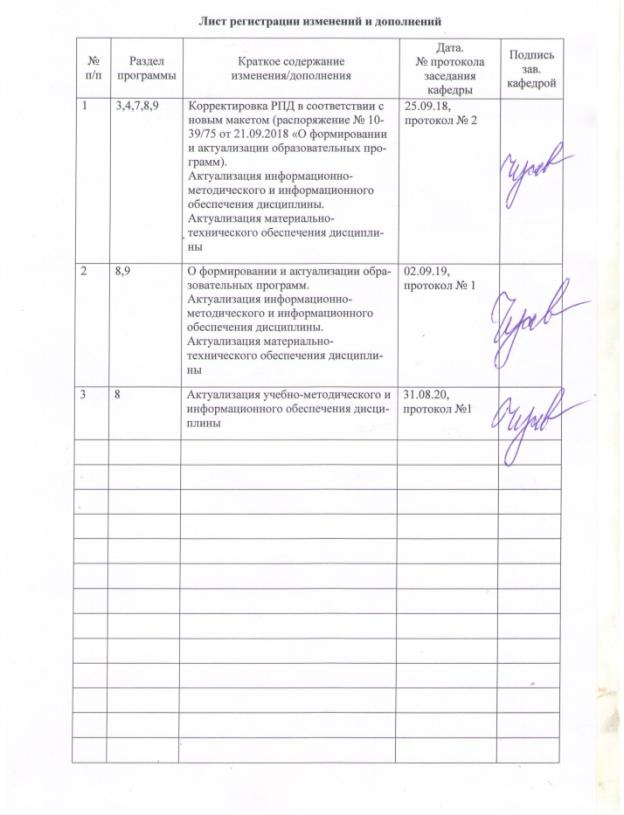 Лист регистрации изменений и дополнений
№ п/п
Раздел программы
Краткое содержание изменения/дополнения
Дата. № протокола заседания кафедры
Подпись зав. кафедрой
1
3,4,7,8,9
Корректировка РПД в соответствии с
новым макетом (распоряжение № 10-
39/75 от 21.09.2018 «О формировании
и актуализации образовательных про-
грамм).
Актуализация информационно-
методического и информационного
обеспечения дисциплины.
Актуализация материально-
технического обеспечения дисципли-
ны
25.09.18,
протокол № 2
2
8,9
О формировании и актуализации обра-
зовательных программ.
Актуализация информационно-
методического и информационного
обеспечения дисциплины.
Актуализация материально-
технического обеспечения дисципли-
ны
02.09.19,
протокол № 1
3
8
Актуализация учебно-методического и
информационного обеспечения дисци-
плины
31.08.20,
протокол №1